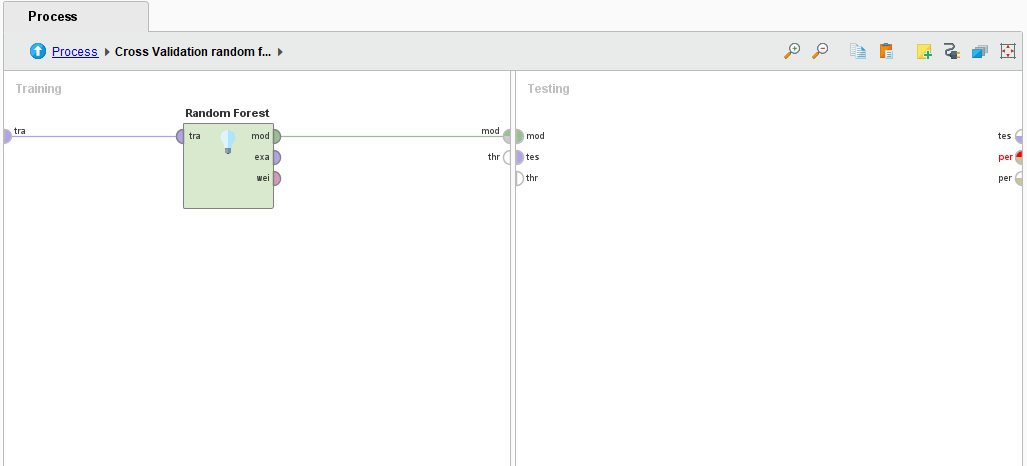 Process
Process Cross Validation random f...
Training
Testing
Random Forest
tra
tra
mod
exa
wei
mod
thr
mod
tes
thr
tes
per
per